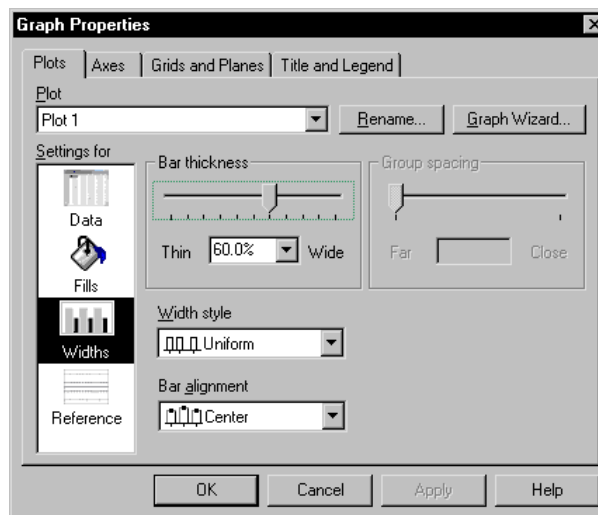 Graph Properties
Plots Axes Grids and Planes Title and Legend
Plot
Plot 1 Rename... Graph Wizard...
Settings for
Data
Fills
Widths
Reference
Bar thickness
Thin 60.0% Wide
Group spacing
Far Close
Width style
Uniform
Bar alignment
Center
OK Cancel Apply Help